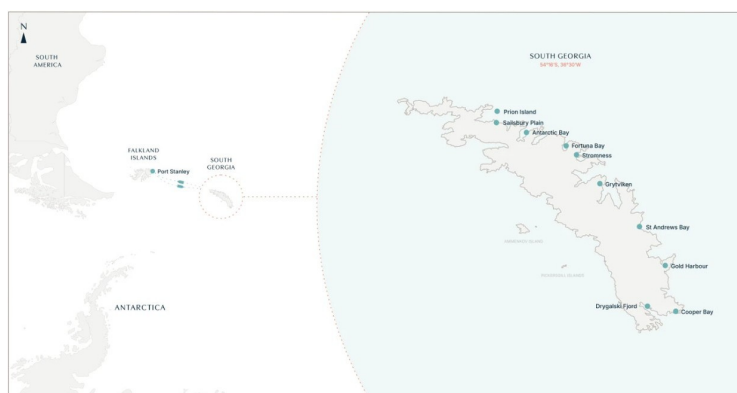 N
SOUTH
AMERICA
FALKLAND
ISLANDS
Port Stanley
SOUTH
GEORGIA
ANTARCTICA
SOUTH GEORGIA
Prion Island
Salisbury Plain
Antarctic Bay
Fortuna Bay
Stromness
Grytviken
St Andrews Bay
Gold Harbour
Drygalski Fjord
Cooper Bay